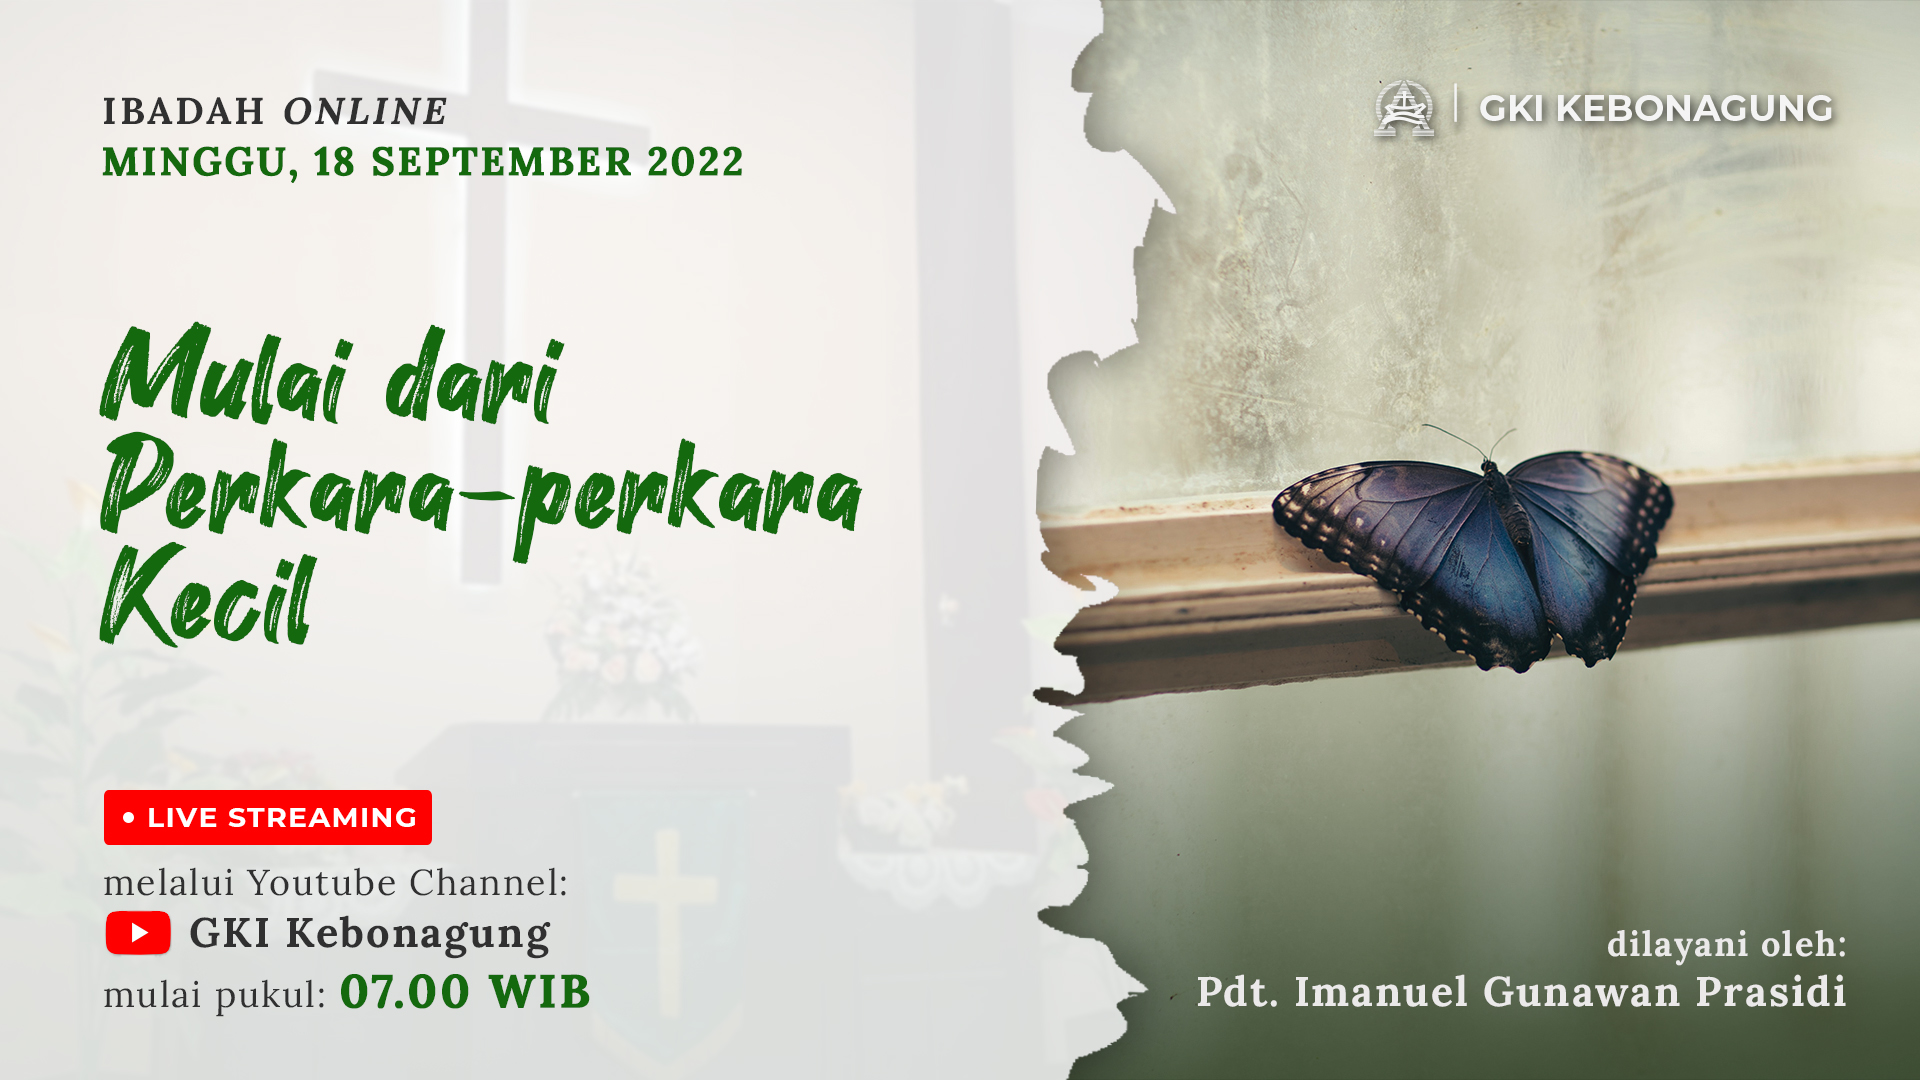 IBADAH ONLINE
MINGGU, 18 SEPTEMBER 2022
GKI KEBONAGUNG
Mulai dari
Perkara-perkara
Kecil
LIVE STREAMING
melalui Youtube Channel:
GKI Kebonagung
mulai pukul: 07.00 WIB
dilayani oleh:
Pdt. Imanuel Gunawan Prasidi